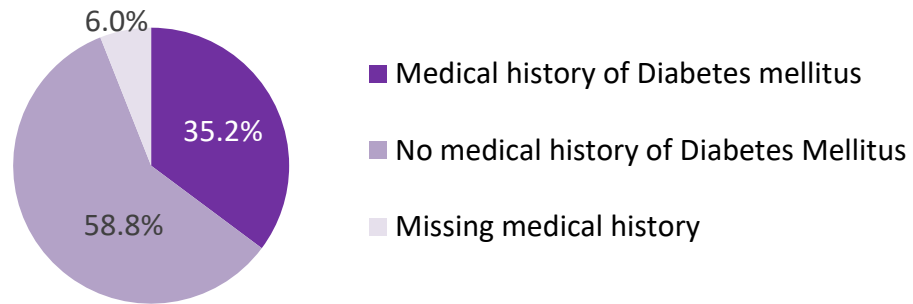 6.0%
35.2%
58.8%
Medical history of Diabetes mellitus
No medical history of Diabetes Mellitus
Missing medical history